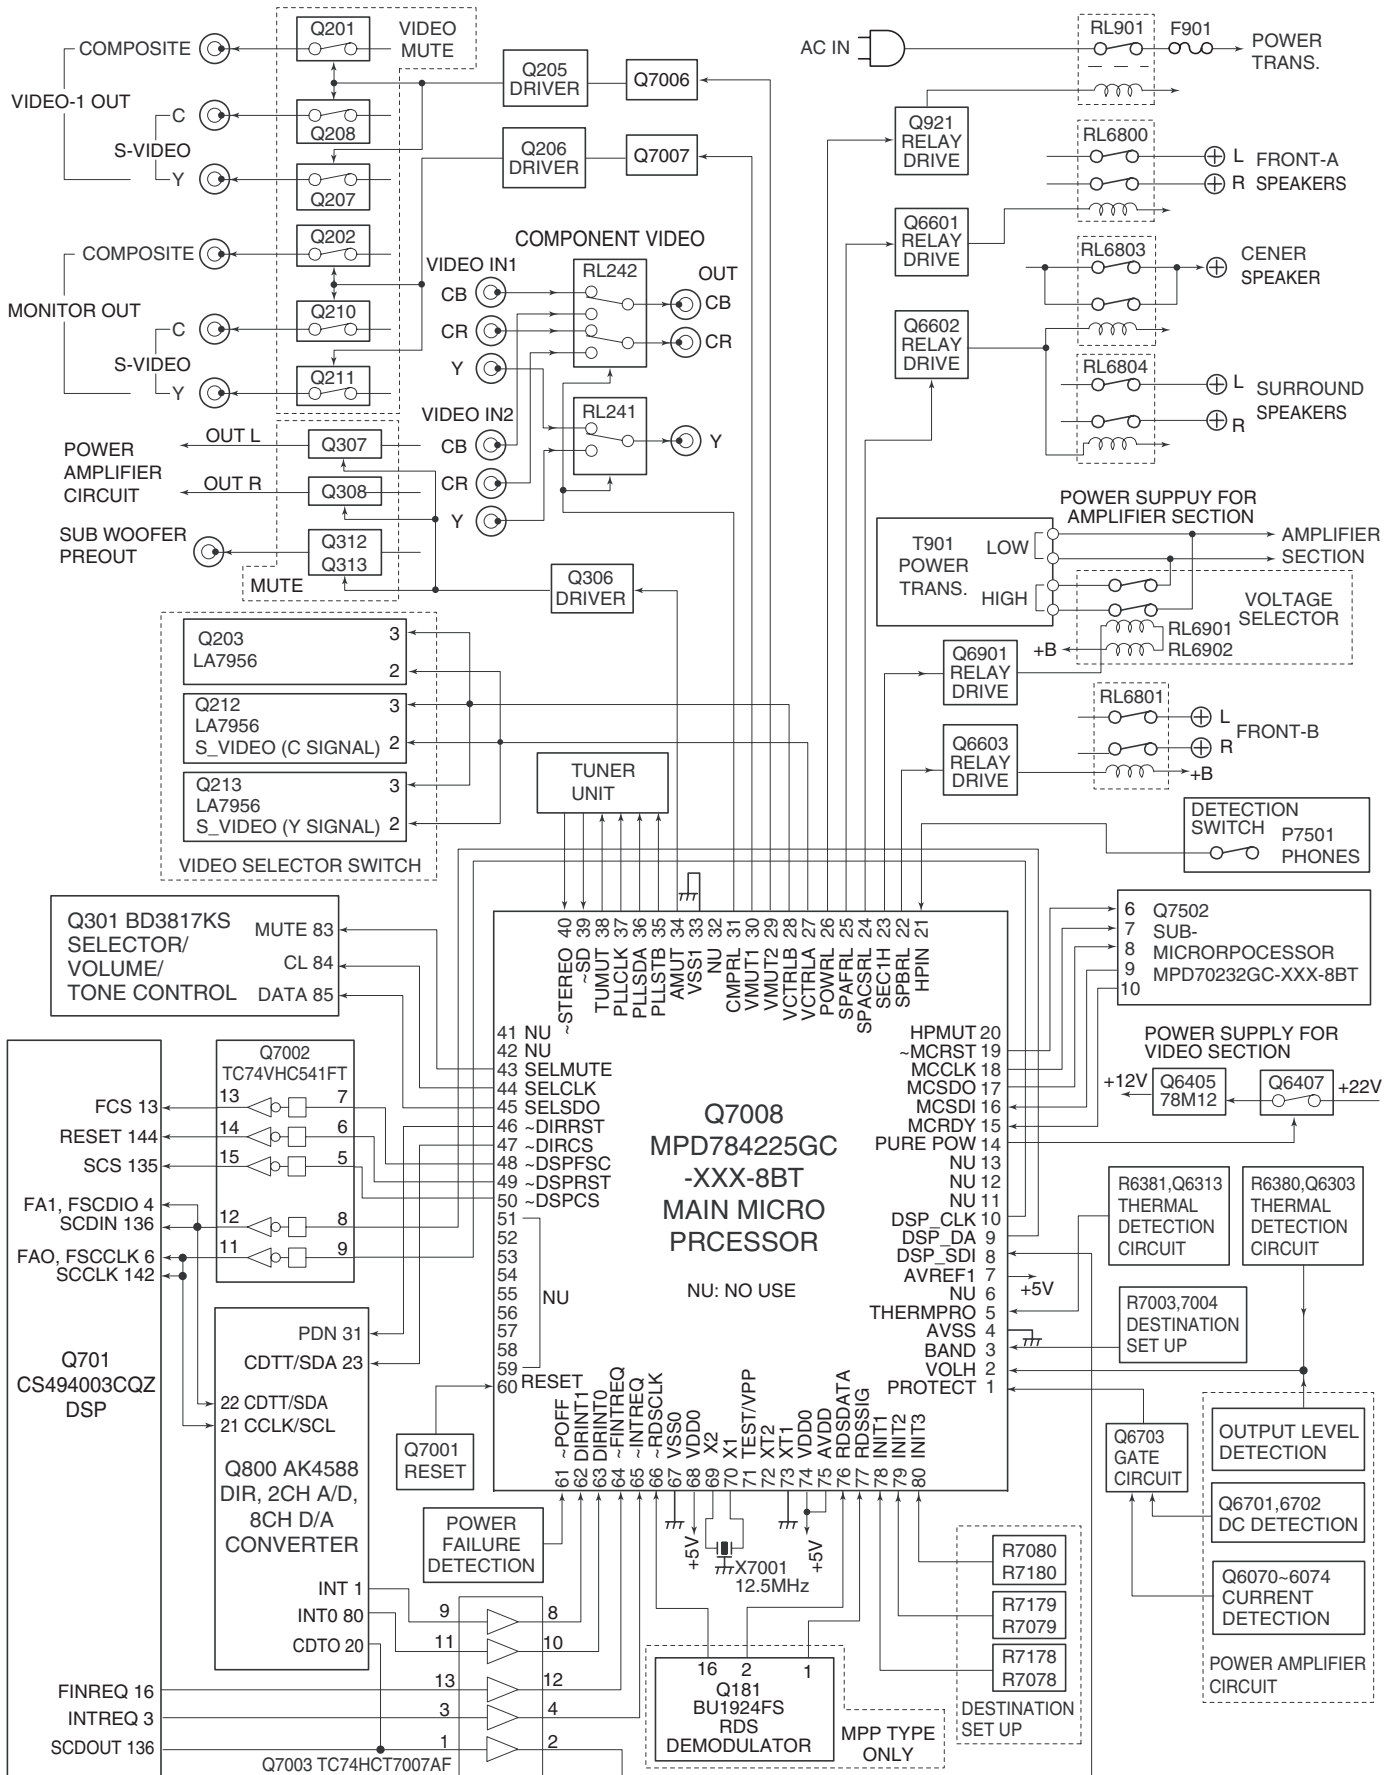 COMPOSITE
VIDEO-1 OUT
C
S-VIDEO
Y
Q201
Q208
Q207
VIDEO
MUTE
Q205
DRIVER
Q7006
Q206
DRIVER
Q7007
COMPOSITE
MONITOR OUT
C
S-VIDEO
Y
Q202
Q210
Q211
COMPONENT VIDEO
VIDEO IN1
CB
CR
Y
VIDEO IN2
CB
CR
Y
RL242
RL241
OUT
CB
CR
Y
AC IN
RL901
F901
POWER
TRANS.
Q921
RELAY
DRIVE
RL6800
L
R
FRONT-A
SPEAKERS
Q6601
RELAY
DRIVE
RL6803
CENER
SPEAKER
Q6602
RELAY
DRIVE
RL6804
L
R
SURROUND
SPEAKERS
POWER
AMPLIFIER
CIRCUIT
OUT L
OUT R
SUB WOOFER
PREOUT
Q307
Q308
Q312
Q313
MUTE
Q306
DRIVER
POWER SUPPUY FOR
AMPLIFIER SECTION
T901
POWER
TRANS.
LOW
HIGH
AMPLIFIER
SECTION
VOLTAGE
SELECTOR
RL6901
RL6902
+B
Q6901
RELAY
DRIVE
RL6801
L
R
FRONT-B
+B
Q6603
RELAY
DRIVE
DETECTION
SWITCH
P7501
PHONES
Q203
LA7956
3
2
Q212
LA7956
S_VIDEO (C SIGNAL)
3
2
Q213
LA7956
S_VIDEO (Y SIGNAL)
3
2
VIDEO SELECTOR SWITCH
TUNER
UNIT
Q301 BD3817KS
SELECTOR/
VOLUME/
TONE CONTROL
MUTE 83
CL 84
DATA 85
40 ~STEREO
39 ~SD
38 TUMUT
37 PLLCLK
36 PLLSDA
35 PLLSTB
34 AMUT
33 VSS1
32 NU
31 CMPRL
30 VMUT1
29 VMUT2
28 VCTRLB
27 VCTRLA
26 POWRL
25 SPAFRL
24 SPACSRL
23 SEC1H
22 SPBRL
21 HPIN
6
7
8
9
10
Q7502
SUB-
MICRORPOCESSOR
MPD70232GC-XXX-8BT
41 NU
42 NU
43 SELMUTE
44 SELCLK
45 SELSDO
46 ~DIRRST
47 ~DIRCS
48 ~DSPFSC
49 ~DSPRST
50 ~DSPCS
51
52
53
54
55
56
57
58
59
NU
60 RESET
Q7008
MPD784225GC
-XXX-8BT
MAIN MICRO
PRCESSOR
NU: NO USE
HPMUT 20
~MCRST 19
MCCLK 18
MCSDO 17
MCSDI 16
MCRDY 15
PURE POW 14
NU 13
NU 12
NU 11
DSP_CLK 10
DSP_DA 9
DSP_SDI 8
AVREF1 7
NU 6
THERMPRO 5
AVSS 4
BAND 3
VOLH 2
PROTECT 1
+5V
POWER SUPPLY FOR
VIDEO SECTION
+12V
Q6405
78M12
Q6407
+22V
R6381,Q6313
THERMAL
DETECTION
CIRCUIT
R6380,Q6303
THERMAL
DETECTION
CIRCUIT
R7003,7004
DESTINATION
SET UP
Q6703
GATE
CIRCUIT
OUTPUT LEVEL
DETECTION
Q6701,6702
DC DETECTION
Q6070~6074
CURRENT
DETECTION
POWER AMPLIFIER
CIRCUIT
Q7002
TC74VHC541FT
13 7
14 6
15 5
12 8
11 9
FCS 13
RESET 144
SCS 135
FA1, FSCDIO 4
SCDIN 136
FAO, FSCCLK 6
SCCLK 142
Q701
CS494003CQZ
DSP
FINREQ 16
INTREQ 3
SCDOUT 136
PDN 31
CDTT/SDA 23
22 CDTT/SDA
21 CCLK/SCL
Q800 AK4588
DIR, 2CH A/D,
8CH D/A
CONVERTER
INT 1
INT0 80
CDTO 20
Q7001
RESET
POWER
FAILURE
DETECTION
61 ~POFF
62 DIRINT1
63 DIRINT0
64 ~FINTREQ
65 ~INTREQ
66 ~RDSCLK
67 VSS0
68 VDD0
69 X2
70 X1
71 TEST/VPP
72 XT2
73 XT1
74 VDD0
75 AVDD
76 RDSDATA
77 RDSSIG
78 INIT1
79 INIT2
80 INIT3
+5V
X7001
12.5MHz
+5V
9 8
11 10
13 12
3 4
1 2
Q7003 TC74HCT7007AF
16 2 1
Q181
BU1924FS
RDS
DEMODULATOR
MPP TYPE
ONLY
R7080
R7180
R7179
R7079
R7178
R7078
DESTINATION
SET UP